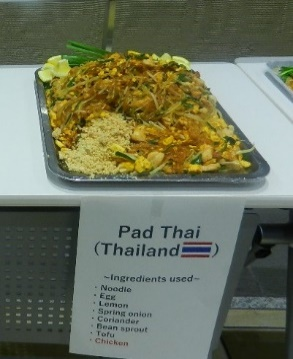 Pad Thai
(Thailand)
~Ingredients used~
· Noodle
· Egg
· Lemon
· Spring onion
· Coriander
· Bean sprout
· Tofu
· Chicken